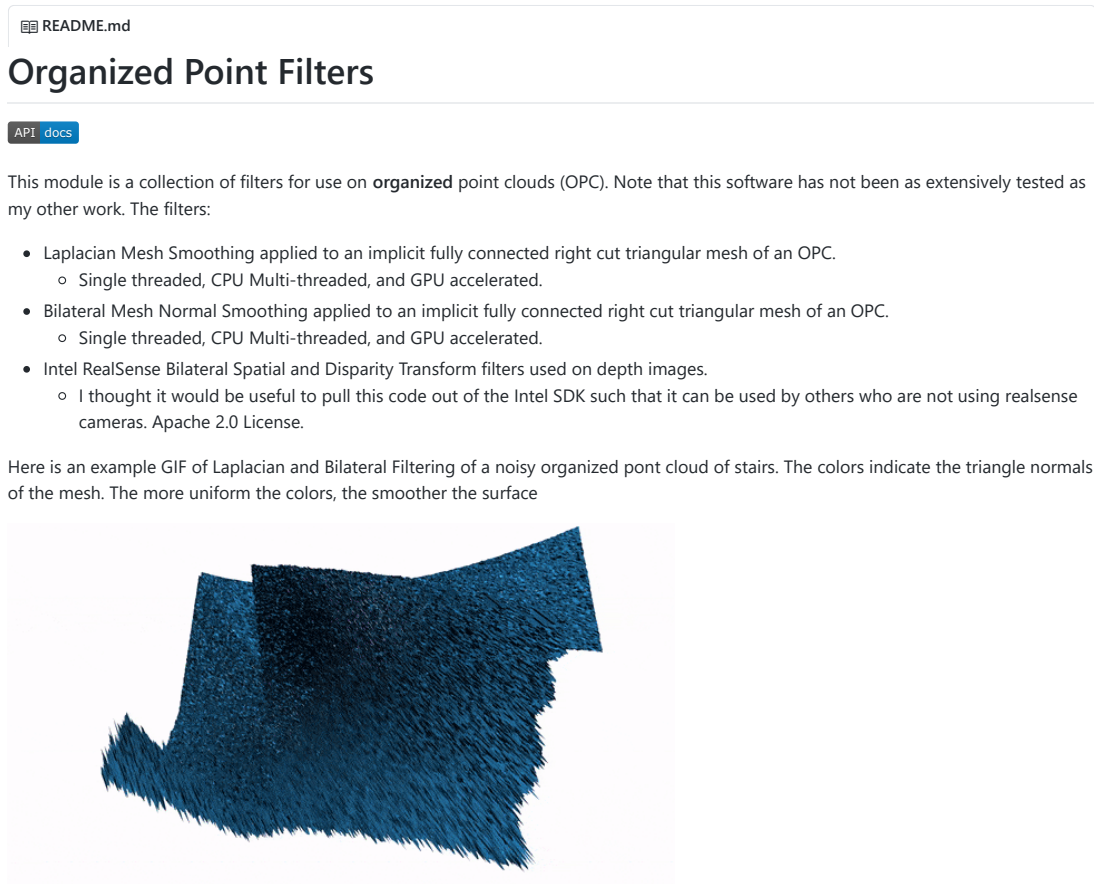 README.md
Organized Point Filters
API docs
This module is a collection of filters for use on organized point clouds (OPC). Note that this software has not been as extensively tested as
my other work. The filters:
• Laplacian Mesh Smoothing applied to an implicit fully connected right cut triangular mesh of an OPC.
○ Single threaded, CPU Multi-threaded, and GPU accelerated.
• Bilateral Mesh Normal Smoothing applied to an implicit fully connected right cut triangular mesh of an OPC.
○ Single threaded, CPU Multi-threaded, and GPU accelerated.
• Intel RealSense Bilateral Spatial and Disparity Transform filters used on depth images.
○ I thought it would be useful to pull this code out of the Intel SDK such that it can be used by others who are not using realsense
cameras. Apache 2.0 License.
Here is an example GIF of Laplacian and Bilateral Filtering of a noisy organized pont cloud of stairs. The colors indicate the triangle normals
of the mesh. The more uniform the colors, the smoother the surface